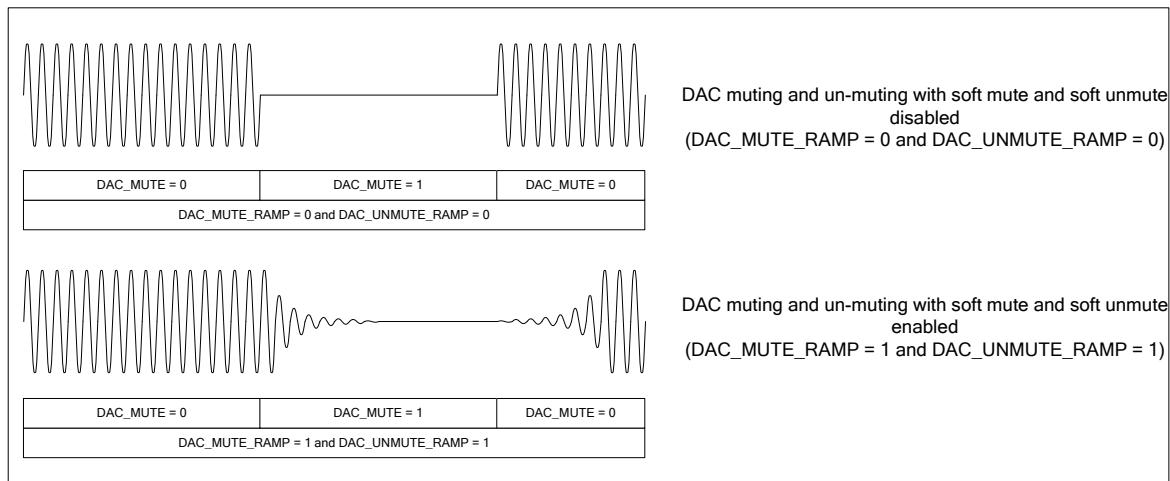 DAC muting and un-muting with soft mute and soft unmute
disabled
(DAC_MUTE_RAMP = 0 and DAC_UNMUTE_RAMP = 0)
DAC_MUTE = 0
DAC_MUTE = 1
DAC_MUTE = 0
DAC_MUTE_RAMP = 0 and DAC_UNMUTE_RAMP = 0
DAC muting and un-muting with soft mute and soft unmute
enabled
(DAC_MUTE_RAMP = 1 and DAC_UNMUTE_RAMP = 1)
DAC_MUTE = 0
DAC_MUTE = 1
DAC_MUTE = 0
DAC_MUTE_RAMP = 1 and DAC_UNMUTE_RAMP = 1